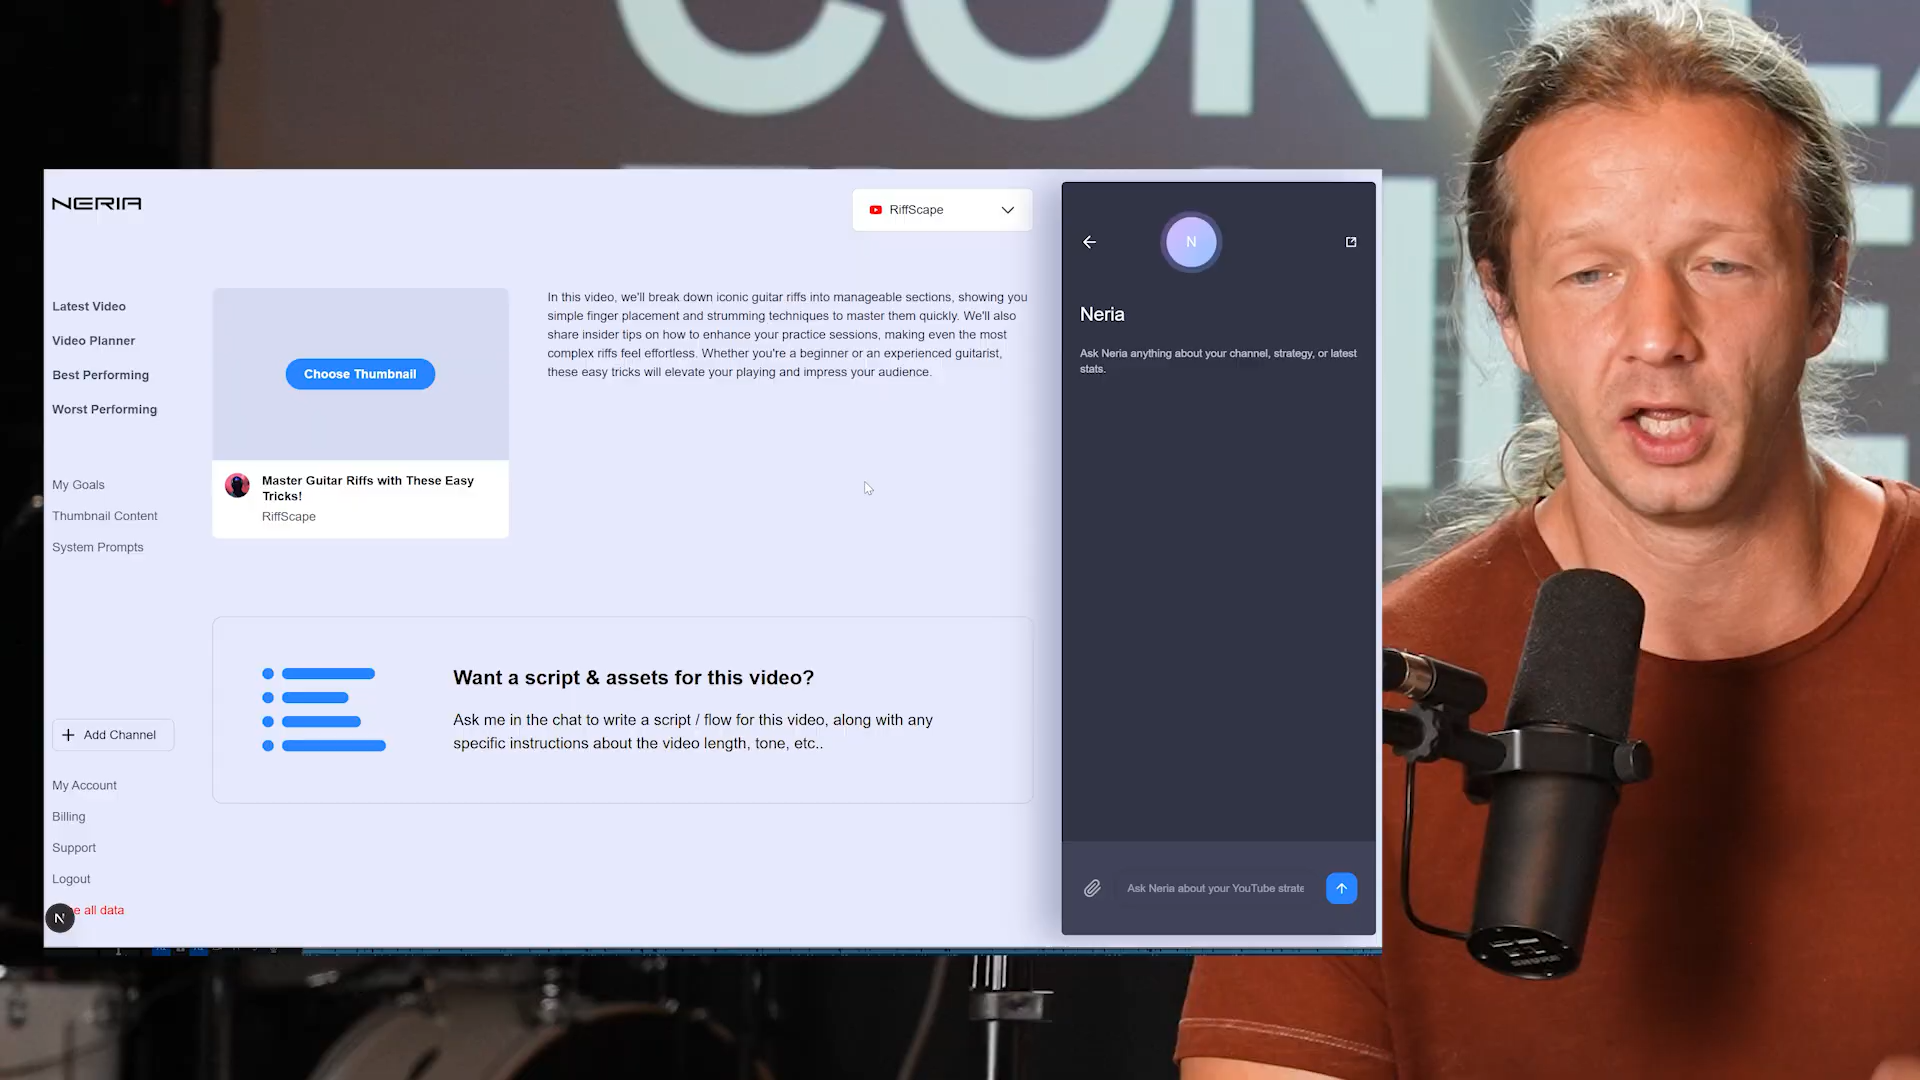 NERIA
RiffScape
Latest Video
Video Planner
Best Performing
Worst Performing
My Goals
Thumbnail Content
System Prompts
Add Channel
My Account
Billing
Support
Logout
all data
N
Choose Thumbnail
Master Guitar Riffs with These Easy
Tricks!
RiffScape
In this video, we'll break down iconic guitar riffs into manageable sections, showing you
simple finger placement and strumming techniques to master them quickly. We'll also
share insider tips on how to enhance your practice sessions, making even the most
complex riffs feel effortless. Whether you're a beginner or an experienced guitarist,
these easy tricks will elevate your playing and impress your audience.
Want a script & assets for this video?
Ask me in the chat to write a script / flow for this video, along with any
specific instructions about the video length, tone, etc..
N
Neria
Ask Neria anything about your channel, strategy, or latest
stats.
Ask Neria about your YouTube strate
SHURE